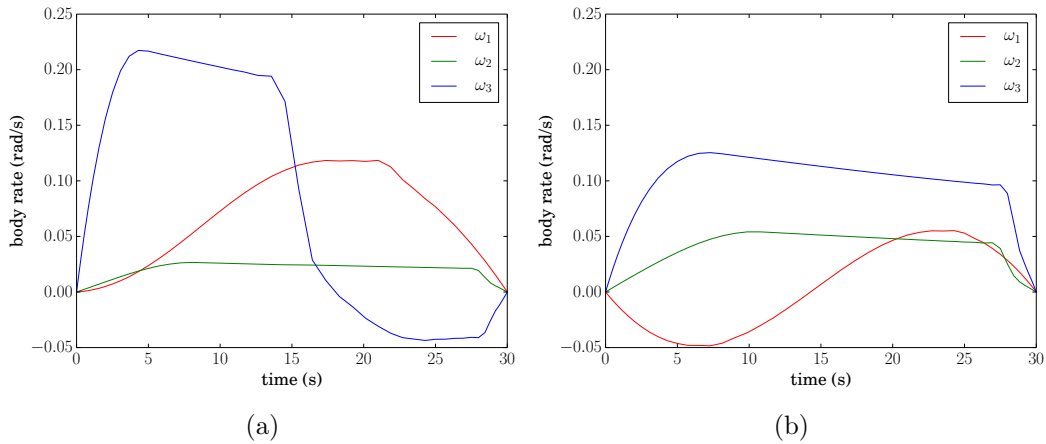 0.25
0.20
0.15
0.10
0.05
0.00
−0.05
body rate (rad/s)
0 5 10 15 20 25 30
time (s)
ω₁
ω₂
ω₃
(a)
0.25
0.20
0.15
0.10
0.05
0.00
−0.05
body rate (rad/s)
0 5 10 15 20 25 30
time (s)
ω₁
ω₂
ω₃
(b)